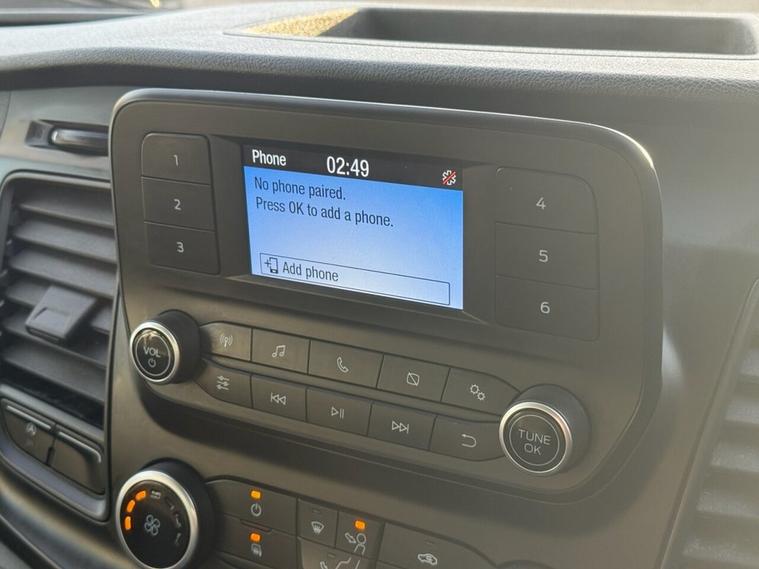 Phone 02:49
No phone paired.
Press OK to add a phone.
Add phone
1
2
3
4
5
6
VOL
TUNE
OK